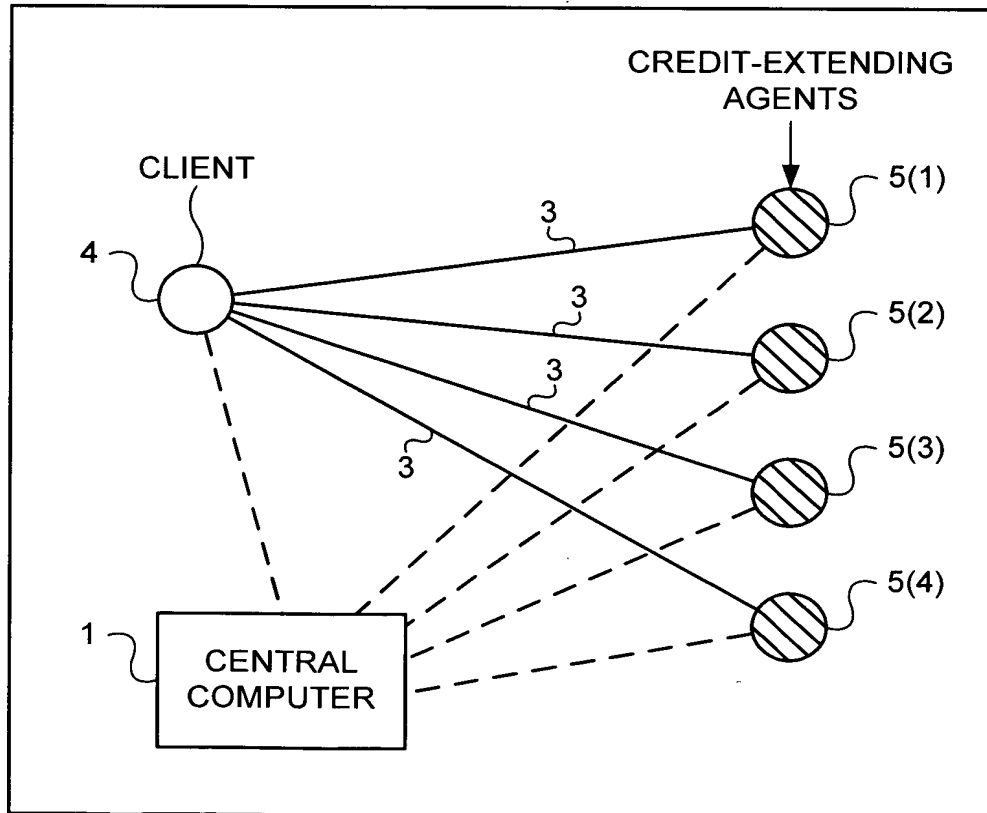 CREDIT-EXTENDING
AGENTS
CLIENT
5(1)
3
4
3
5(2)
3
3
5(3)
5(4)
1
CENTRAL
COMPUTER